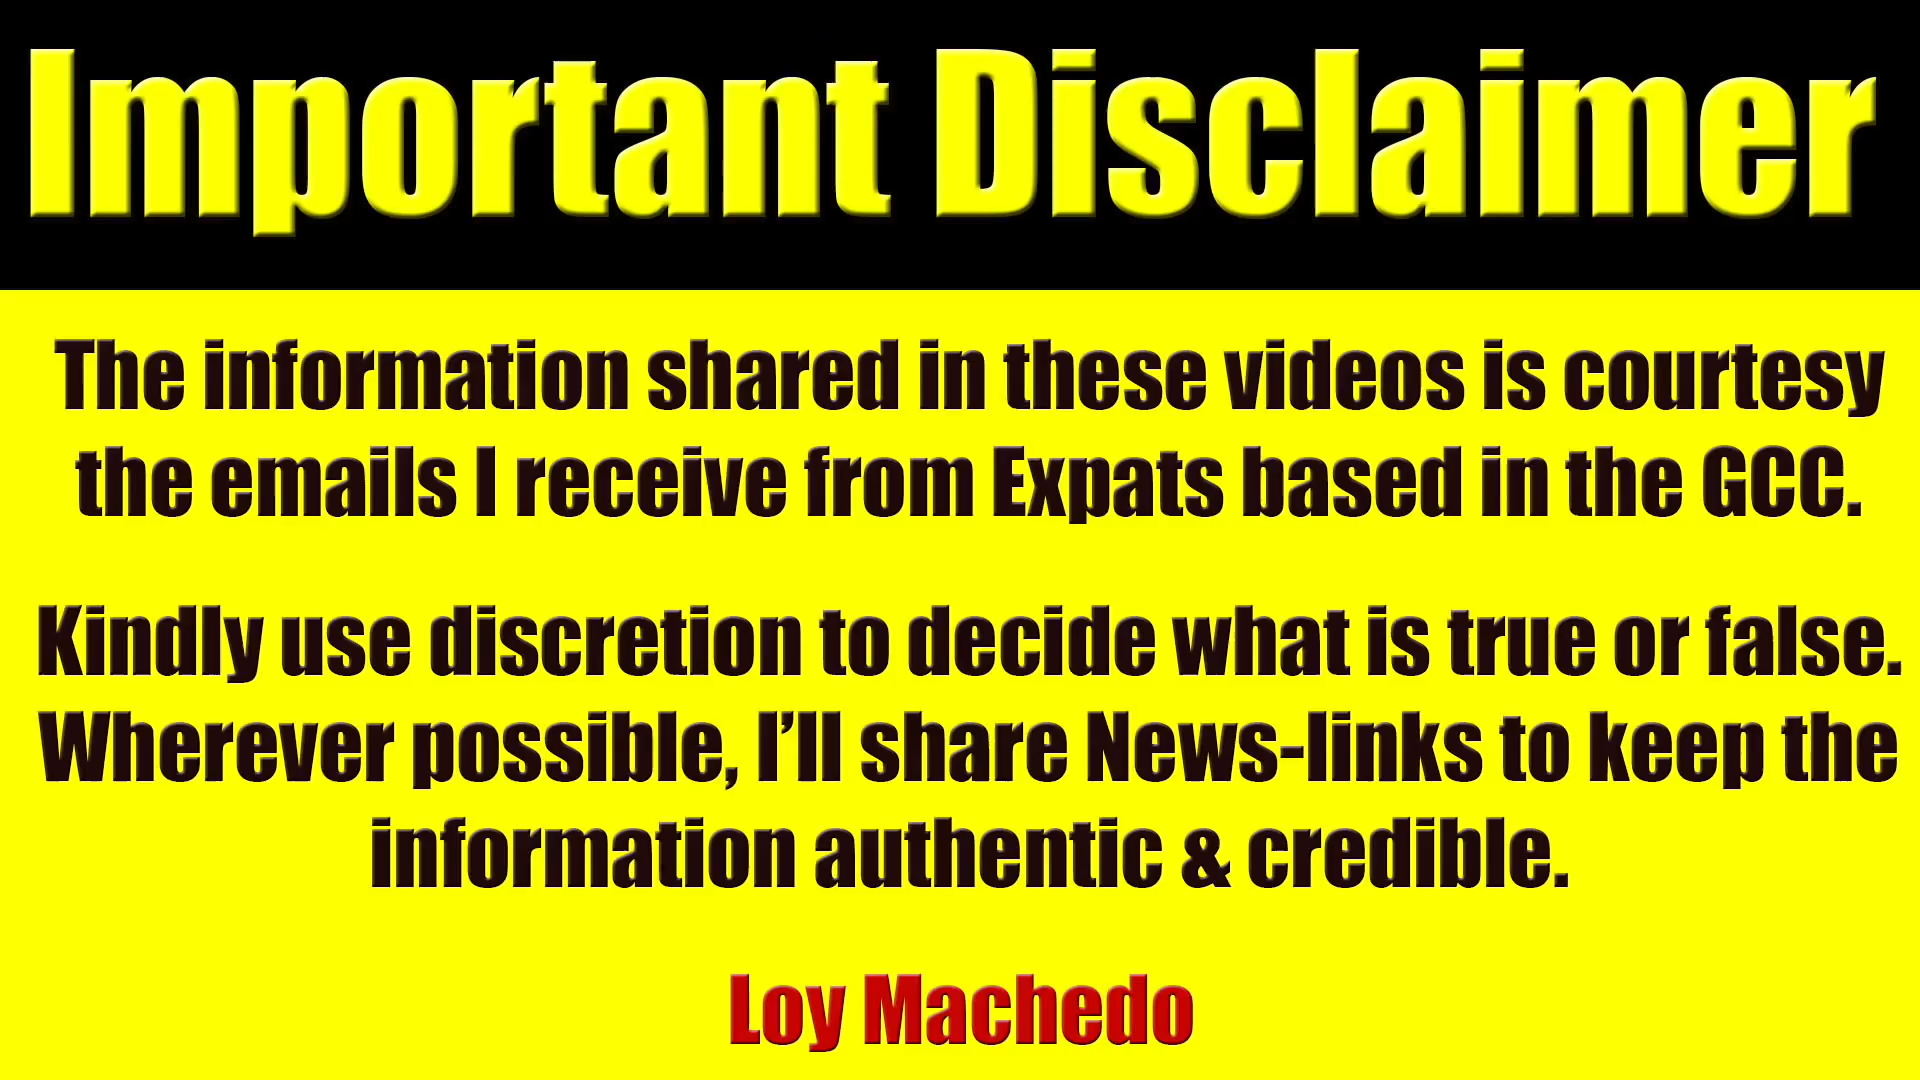 Important Disclaimer
The information shared in these videos is courtesy
the emails I receive from Expats based in the GCC.
Kindly use discretion to decide what is true or false.
Wherever possible, I’ll share News-links to keep the
information authentic & credible.
Loy Machedo